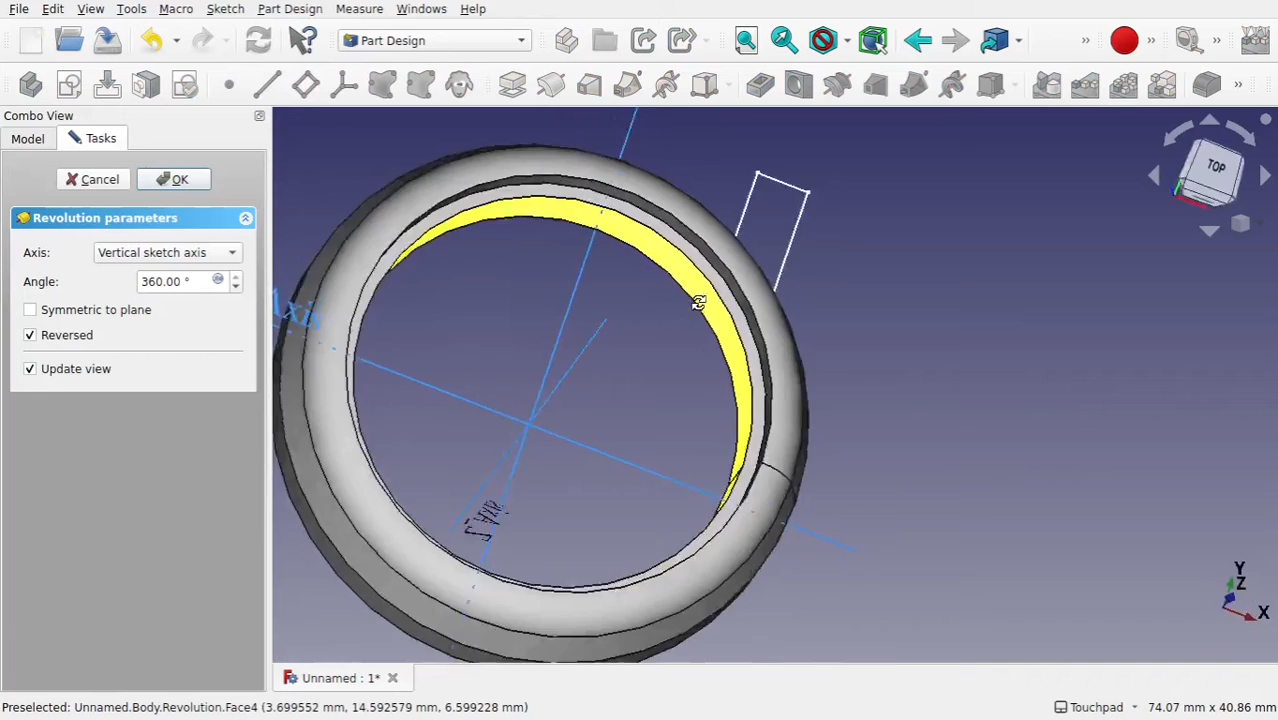 File Edit View Tools Macro Sketch Part Design Measure Windows Help
Part Design
»
»
»
»
Combo View
Model Tasks
Cancel OK
Revolution parameters
Axis: Vertical sketch axis
Angle: 360.00 °
Symmetric to plane
Reversed
Update view
TOP
Axis
Y
Z
X
Unnamed : 1*
Preselected: Unnamed.Body.Revolution.Face4 (3.699552 mm, 14.592579 mm, 6.599228 mm)
Touchpad 74.07 mm x 40.86 mm